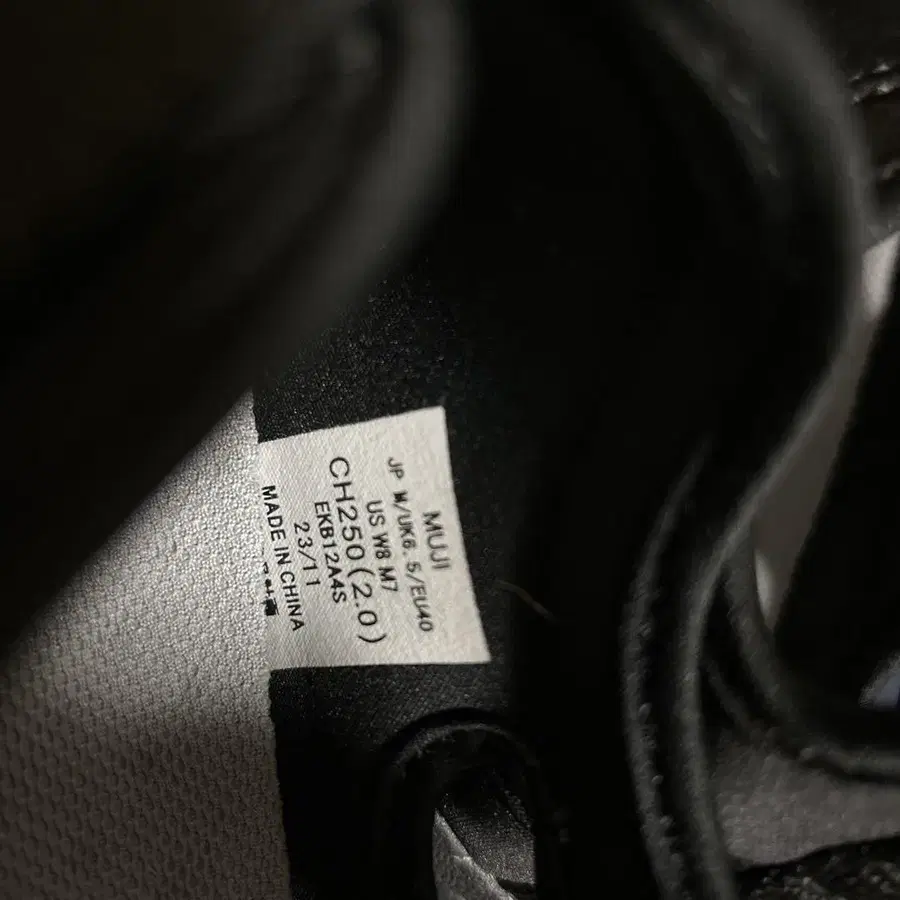 MUJI
JP M/UK6.5/EU40
US W8 M7
CH250(2.0)
EKB12A4S
23/11
MADE IN CHINA